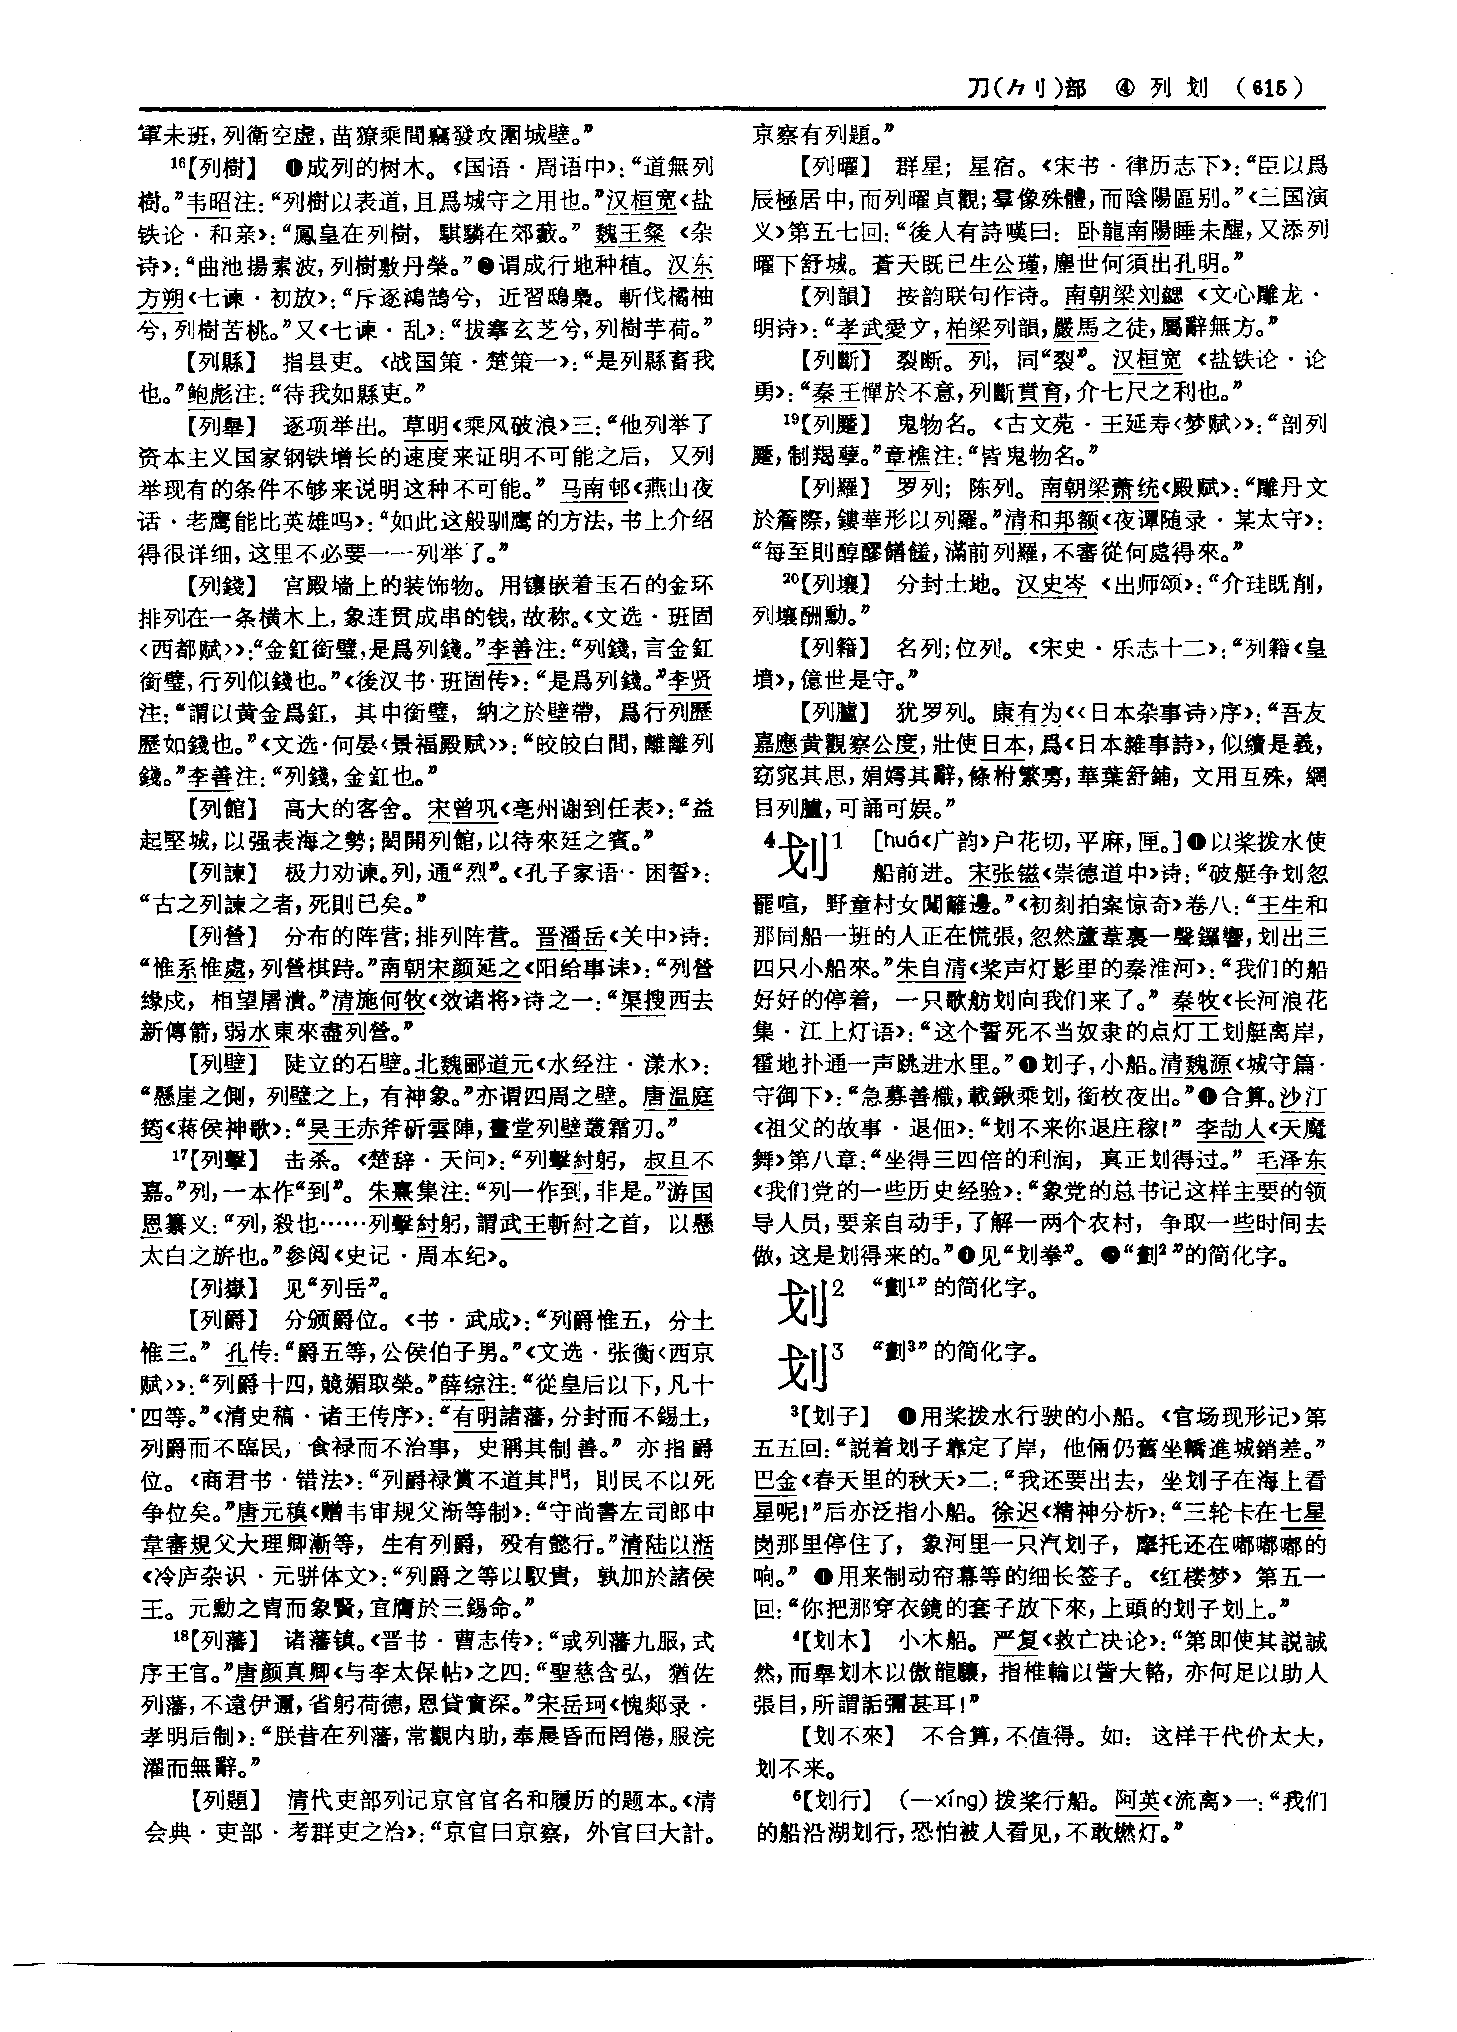 刀(⺈刂)部 ④ 列 划 (615)
軍未班，列衛空虚，苗獠乘間竊發攻圍城壁。”
16【列樹】 ❶成列的树木。《国语·周语中》：“道無列
樹。”韦昭注：“列樹以表道，且爲城守之用也。”汉桓宽《盐
铁论·和亲》：“鳳皇在列樹，騏驎在郊藪。”魏王粲《杂
诗》：“曲池揚素波，列樹敷丹榮。”❷谓成行地种植。汉东
方朔《七谏·初放》：“斥逐鴻鵠兮，近習鴟梟。斬伐橘柚
兮，列樹苦桃。”又《七谏·乱》：“拔搴玄芝兮，列樹芋荷。”
【列縣】 指县吏。《战国策·楚策一》：“是列縣畜我
也。”鲍彪注：“待我如縣吏。”
【列舉】 逐项举出。草明《乘风破浪》三：“他列举了
资本主义国家钢铁增长的速度来证明不可能之后，又列
举现有的条件不够来说明这种不可能。”马南邨《燕山夜
话·老鹰能比英雄吗》：“如此这般驯鹰的方法，书上介绍
得很详细，这里不必要一一列举了。”
【列錢】 宫殿墙上的装饰物。用镶嵌着玉石的金环
排列在一条横木上，象连贯成串的钱，故称。《文选·班固
〈西都赋〉》：“金釭銜璧，是爲列錢。”李善注：“列錢，言金釭
銜璧，行列似錢也。”《後汉书·班固传》：“是爲列錢。”李贤
注：“謂以黄金爲釭，其中銜璧，纳之於壁帶，爲行列歷
歷如錢也。”《文选·何晏〈景福殿赋〉》：“皎皎白間，離離列
錢。”李善注：“列錢，金釭也。”
【列館】 高大的客舍。宋曾巩《亳州谢到任表》：“益
起堅城，以强表海之勢；閎開列館，以待來廷之賓。”
【列諫】 极力劝谏。列，通“烈”。《孔子家语·困誓》：
“古之列諫之者，死則已矣。”
【列營】 分布的阵营；排列阵营。晋潘岳《关中》诗：
“惟系惟處，列營棋跱。”南朝宋颜延之《阳给事诔》：“列營
缘戍，相望屠潰。”清施何牧《效诸将》诗之一：“渠搜西去
新傳箭，弱水東來盡列營。”
【列壁】 陡立的石壁。北魏郦道元《水经注·漾水》：
“懸崖之側，列壁之上，有神象。”亦谓四周之壁。唐温庭
筠《蒋侯神歌》：“吴王赤斧斫雲陣，畫堂列壁叢霜刃。”
17【列擊】 击杀。《楚辞·天问》：“列擊紂躬，叔旦不
嘉。”列，一本作“到”。朱熹集注：“列一作到，非是。”游国
恩纂义：“列，殺也……列擊紂躬，謂武王斬紂之首，以懸
太白之旂也。”参阅《史记·周本纪》。
【列嶽】 见“列岳”。
【列爵】 分颁爵位。《书·武成》：“列爵惟五，分土
惟三。”孔传：“爵五等，公侯伯子男。”《文选·张衡〈西京
赋〉》：“列爵十四，競媚取榮。”薛综注：“從皇后以下，凡十
四等。”《清史稿·诸王传序》：“有明諸藩，分封而不錫土，
列爵而不臨民，食禄而不治事，史稱其制善。”亦指爵
位。《商君书·错法》：“列爵禄賞不道其門，則民不以死
争位矣。”唐元稹《赠韦审规父渐等制》：“守尚書左司郎中
韋審規父大理卿漸等，生有列爵，殁有懿行。”清陆以湉
《冷庐杂识·元骈体文》：“列爵之等以馭貴，孰加於諸侯
王。元勳之胄而象賢，宜膺於三錫命。”
18【列藩】 诸藩镇。《晋书·曹志传》：“或列藩九服，式
序王官。”唐颜真卿《与李太保帖》之四：“聖慈含弘，猶佐
列藩，不遠伊邇，省躬荷德，恩貸實深。”宋岳珂《愧郯录·
孝明后制》：“朕昔在列藩，常觀内助，奉晨昏而罔倦，服浣
濯而無辭。”
【列題】 清代吏部列记京官官名和履历的题本。《清
会典·吏部·考群吏之治》：“京官曰京察，外官曰大計。
京察有列題。”
【列曜】 群星；星宿。《宋书·律历志下》：“臣以爲
辰極居中，而列曜貞觀；羣像殊體，而陰陽區别。”《三国演
义》第五七回：“後人有詩嘆曰：卧龍南陽睡未醒，又添列
曜下舒城。蒼天既已生公瑾，塵世何須出孔明。”
【列韻】 按韵联句作诗。南朝梁刘勰《文心雕龙·
明诗》：“孝武愛文，柏梁列韻，嚴馬之徒，屬辭無方。”
【列斷】 裂断。列，同“裂”。汉桓宽《盐铁论·论
勇》：“秦王憚於不意，列斷賁育，介七尺之利也。”
19【列䰥】 鬼物名。《古文苑·王延寿〈梦赋〉》：“剖列
䰥，制羯孽。”章樵注：“皆鬼物名。”
【列羅】 罗列；陈列。南朝梁萧统《殿赋》：“雕丹文
於簷際，鏤華形以列羅。”清和邦额《夜谭随录·某太守》：
“每至則醇醪饍饈，滿前列羅，不審從何處得來。”
20【列壤】 分封土地。汉史岑《出师颂》：“介珪既削，
列壤酬勳。”
【列籍】 名列；位列。《宋史·乐志十二》：“列籍《皇
墳》，億世是守。”
【列臚】 犹罗列。康有为《〈日本杂事诗〉序》：“吾友
嘉應黄觀察公度，壯使日本，爲《日本雜事詩》，似續是義，
窈窕其思，娟嫮其辭，條柎繁雱，華葉舒鋪，文用互殊，綱
目列臚，可誦可娱。”
4划1 ［huá《广韵》户花切，平麻，匣。］❶以桨拨水使
船前进。宋张镃《崇德道中》诗：“破艇争划忽
罷喧，野童村女鬧籬邊。”《初刻拍案惊奇》卷八：“王生和
那同船一班的人正在慌張，忽然蘆葦裏一聲鑼響，划出三
四只小船來。”朱自清《桨声灯影里的秦淮河》：“我们的船
好好的停着，一只歌舫划向我们来了。”秦牧《长河浪花
集·江上灯语》：“这个誓死不当奴隶的点灯工划艇离岸，
霍地扑通一声跳进水里。”❷划子，小船。清魏源《城守篇·
守御下》：“急募善檝，載鍬乘划，銜枚夜出。”❸合算。沙汀
《祖父的故事·退佃》：“划不来你退庄稼！”李劼人《天魔
舞》第八章：“坐得三四倍的利润，真正划得过。”毛泽东
《我们党的一些历史经验》：“象党的总书记这样主要的领
导人员，要亲自动手，了解一两个农村，争取一些时间去
做，这是划得来的。”❹见“划拳”。❺“劃2”的简化字。
划2 “劃1”的简化字。
划3 “劃3”的简化字。
3【划子】 ❶用桨拨水行驶的小船。《官场现形记》第
五五回：“説着划子靠定了岸，他倆仍舊坐轎進城銷差。”
巴金《春天里的秋天》二：“我还要出去，坐划子在海上看
星呢！”后亦泛指小船。徐迟《精神分析》：“三轮卡在七星
岗那里停住了，象河里一只汽划子，摩托还在嘟嘟嘟的
响。”❷用来制动帘幕等的细长签子。《红楼梦》第五一
回：“你把那穿衣鏡的套子放下來，上頭的划子划上。”
4【划木】 小木船。严复《救亡决论》：“第即使其説誠
然，而舉划木以傲龍驤，指椎輪以訾大輅，亦何足以助人
張目，所謂詬彌甚耳！”
【划不來】 不合算，不值得。如：这样干代价太大，
划不来。
6【划行】 （—xíng）拨桨行船。阿英《流离》一：“我们
的船沿湖划行，恐怕被人看见，不敢燃灯。”